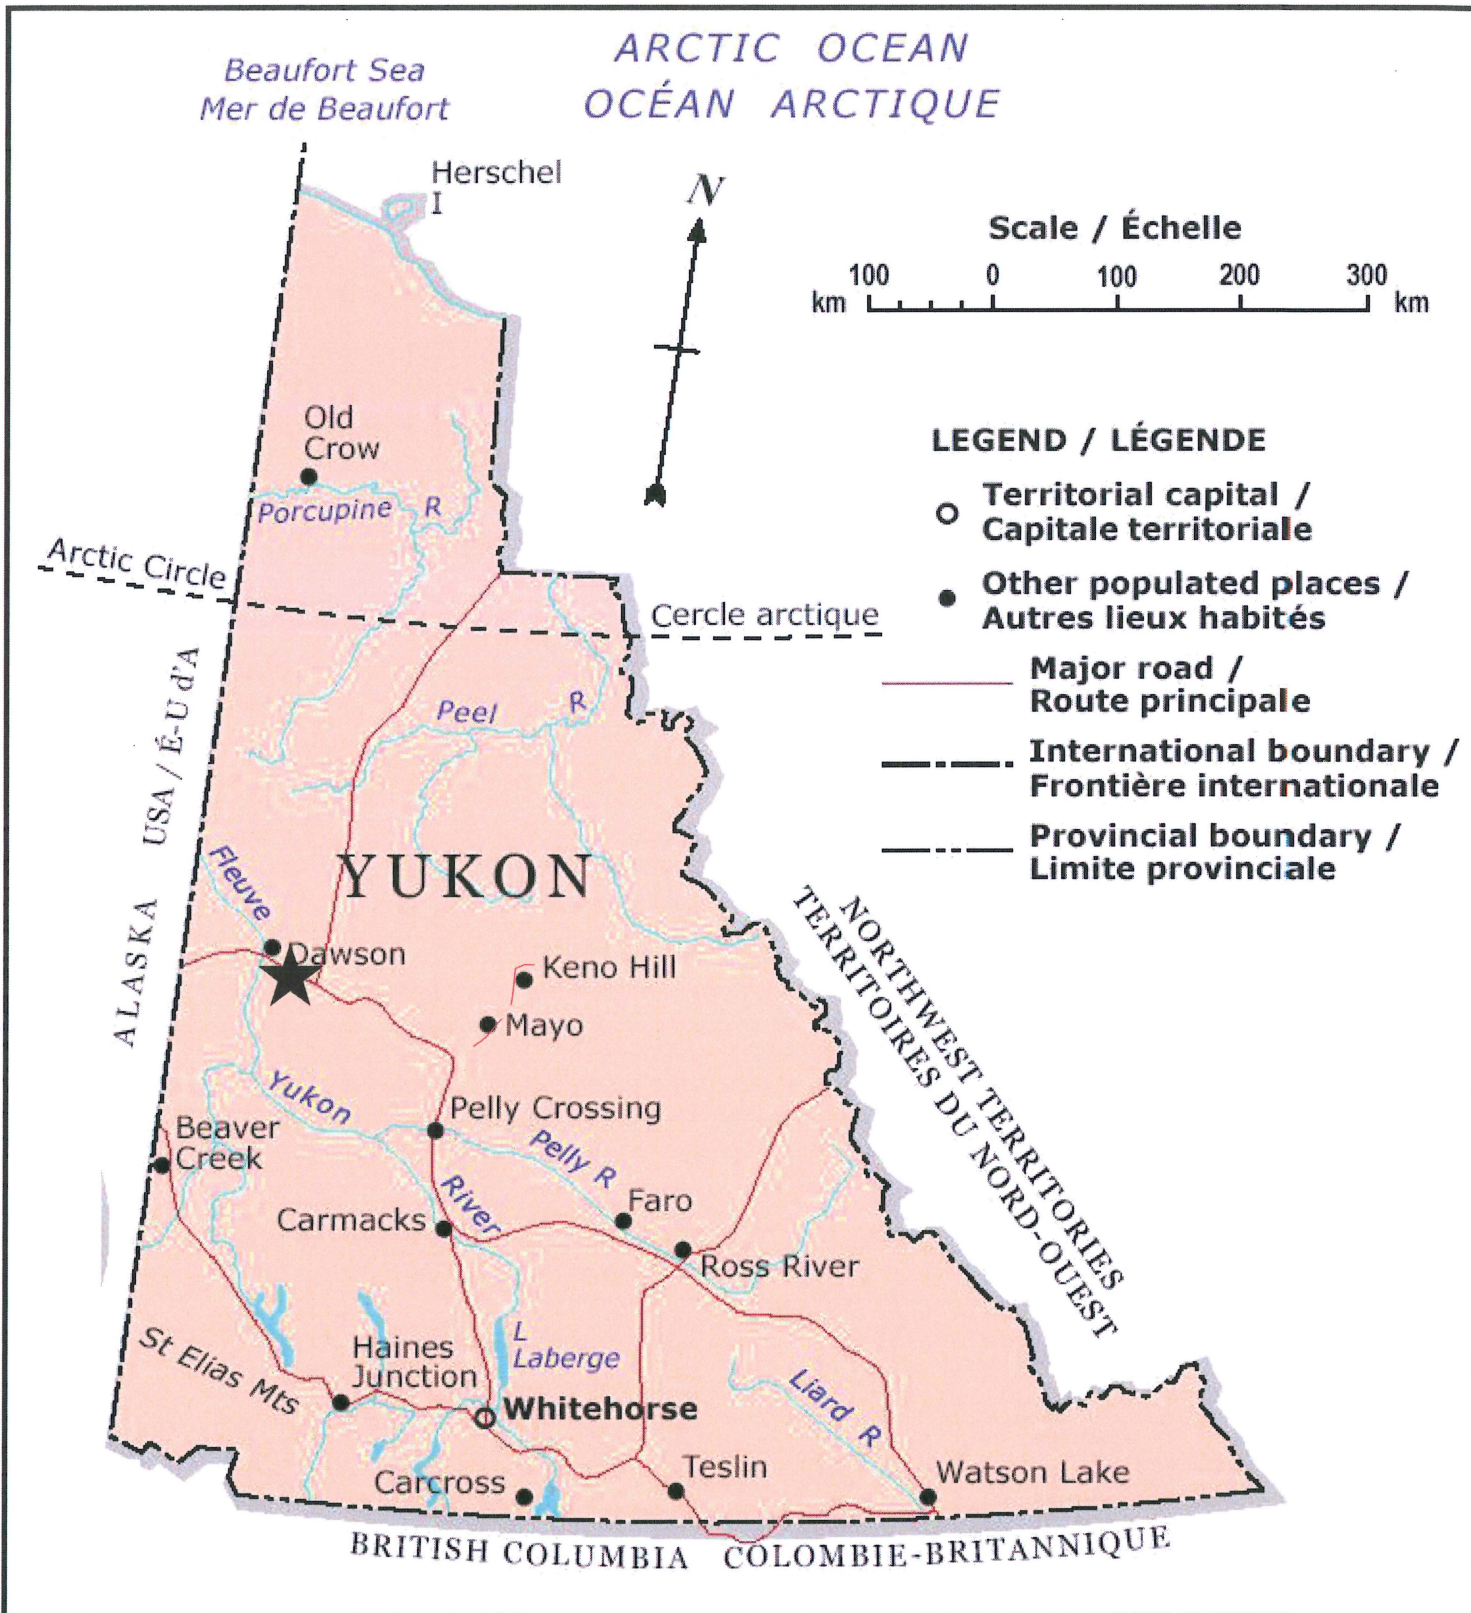 ARCTIC OCEAN
OCÉAN ARCTIQUE
Beaufort Sea
Mer de Beaufort
Herschel
I
N
Scale / Échelle
100 0 100 200 300
km km
LEGEND / LÉGENDE
Territorial capital /
Capitale territoriale
Other populated places /
Autres lieux habités
Major road /
Route principale
International boundary /
Frontière internationale
Provincial boundary /
Limite provinciale
Old
Crow
Porcupine R
Arctic Circle
Cercle arctique
Peel R
ALASKA USA / É-U d'A
YUKON
Fleuve
Dawson
Keno Hill
Mayo
NORTHWEST TERRITORIES
TERRITOIRES DU NORD-OUEST
Yukon
River
Pelly Crossing
Pelly R
Beaver
Creek
Carmacks
Faro
Ross River
St Elias Mts
Haines
Junction
L
Laberge
Whitehorse
Liard R
Carcross
Teslin
Watson Lake
BRITISH COLUMBIA COLOMBIE-BRITANNIQUE